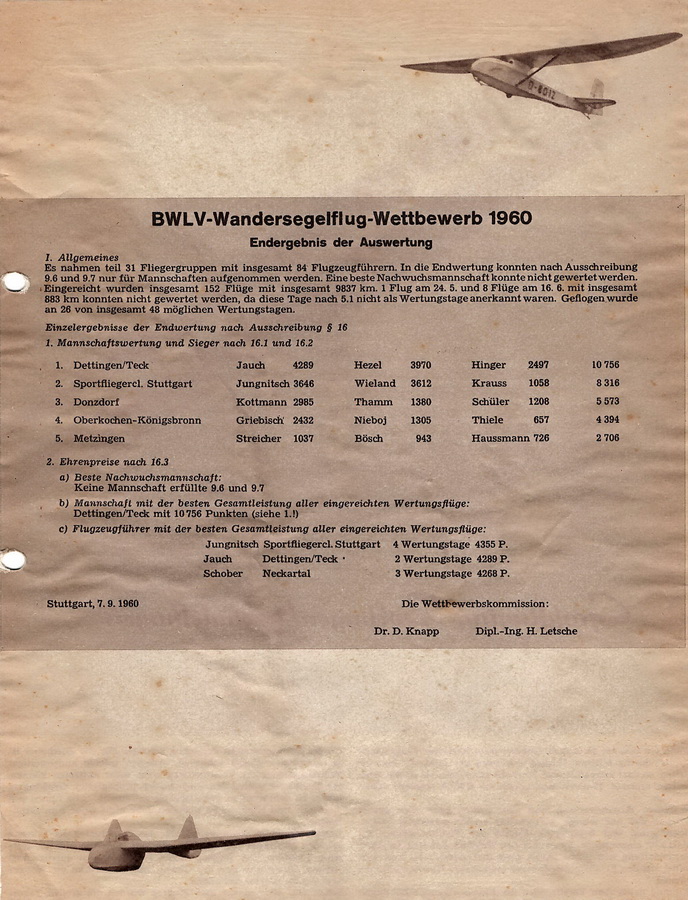 D-8012
BWLV-Wandersegelflug-Wettbewerb 1960
Endergebnis der Auswertung
I. Allgemeines
Es nahmen teil 31 Fliegergruppen mit insgesamt 84 Flugzeugführern. In die Endwertung konnten nach Ausschreibung
9.6 und 9.7 nur für Mannschaften aufgenommen werden. Eine beste Nachwuchsmannschaft konnte nicht gewertet werden.
Eingereicht wurden insgesamt 152 Flüge mit insgesamt 9837 km. 1 Flug am 24. 5. und 8 Flüge am 16. 6. mit insgesamt
883 km konnten nicht gewertet werden, da diese Tage nach 5.1 nicht als Wertungstage anerkannt waren. Geflogen wurde
an 26 von insgesamt 48 möglichen Wertungstagen.
Einzelergebnisse der Endwertung nach Ausschreibung § 16
1. Mannschaftswertung und Sieger nach 16.1 und 16.2
1. Dettingen/Teck Jauch 4289 Hezel 3970 Hinger 2497 10 756
2. Sportfliegercl. Stuttgart Jungnitsch 3646 Wieland 3612 Krauss 1058 8 316
3. Donzdorf Kottmann 2985 Thamm 1380 Schüler 1208 5 573
4. Oberkochen-Königsbronn Griebisch 2432 Nieboj 1305 Thiele 657 4 394
5. Metzingen Streicher 1037 Bösch 943 Haussmann 726 2 706
2. Ehrenpreise nach 16.3
a) Beste Nachwuchsmannschaft:
Keine Mannschaft erfüllte 9.6 und 9.7
b) Mannschaft mit der besten Gesamtleistung aller eingereichten Wertungsflüge:
Dettingen/Teck mit 10 756 Punkten (siehe 1.!)
c) Flugzeugführer mit der besten Gesamtleistung aller eingereichten Wertungsflüge:
Jungnitsch Sportfliegercl. Stuttgart 4 Wertungstage 4355 P.
Jauch Dettingen/Teck 2 Wertungstage 4289 P.
Schober Neckartal 3 Wertungstage 4268 P.
Stuttgart, 7. 9. 1960 Die Wettbewerbskommission:
Dr. D. Knapp Dipl.-Ing. H. Letsche